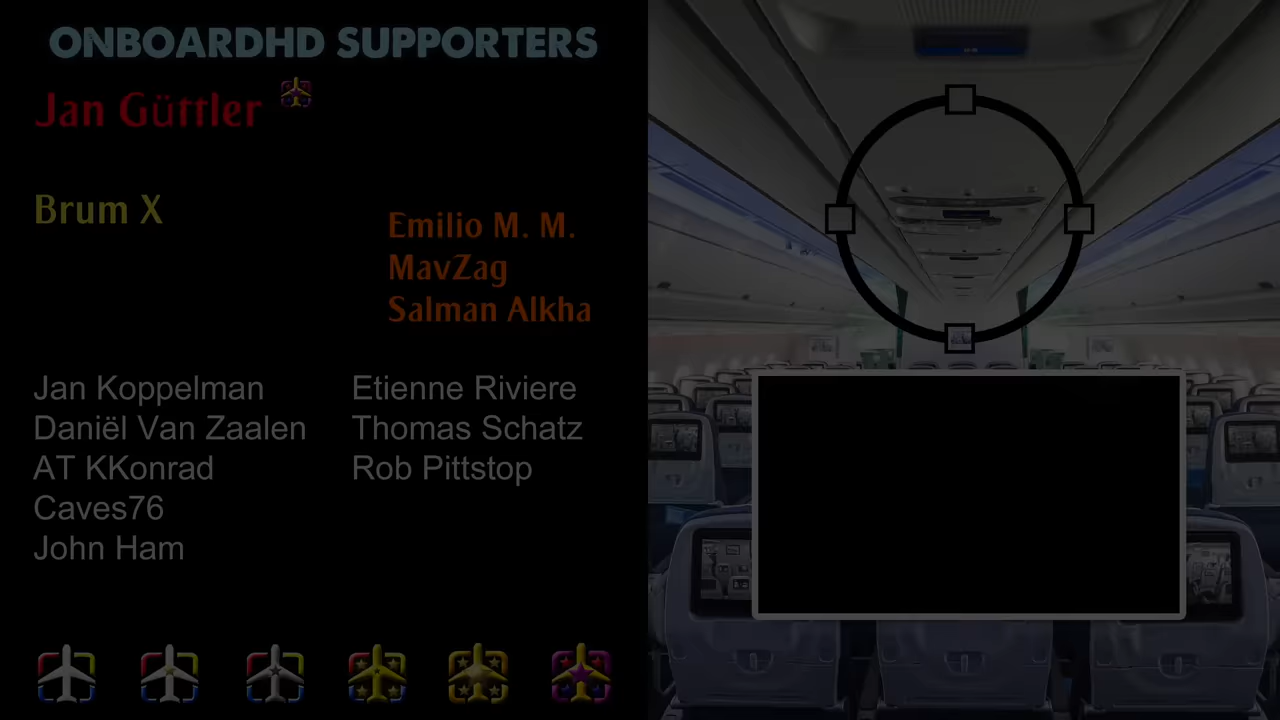 ONBOARDHD SUPPORTERS
Jan Güttler
Brum X
Emilio M. M.
MavZag
Salman Alkha
Jan Koppelman
Daniël Van Zaalen
AT KKonrad
Caves76
John Ham
Etienne Riviere
Thomas Schatz
Rob Pittstop